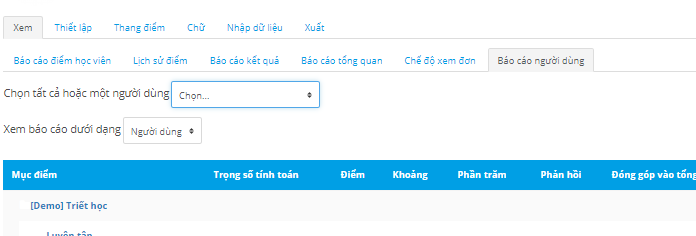 Xem Thiết lập Thang điểm Chữ Nhập dữ liệu Xuất
Báo cáo điểm học viên Lịch sử điểm Báo cáo kết quả Báo cáo tổng quan Chế độ xem đơn Báo cáo người dùng
Chọn tất cả hoặc một người dùng Chọn...
Xem báo cáo dưới dạng Người dùng
Mục điểm Trọng số tính toán Điểm Khoảng Phần trăm Phản hồi Đóng góp vào tổng
[Demo] Triết học
Luyện tập